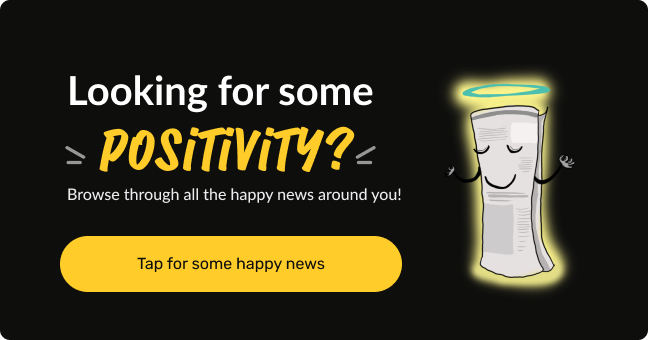 Looking for some
POSiTiViTY?
Browse through all the happy news around you!
Tap for some happy news